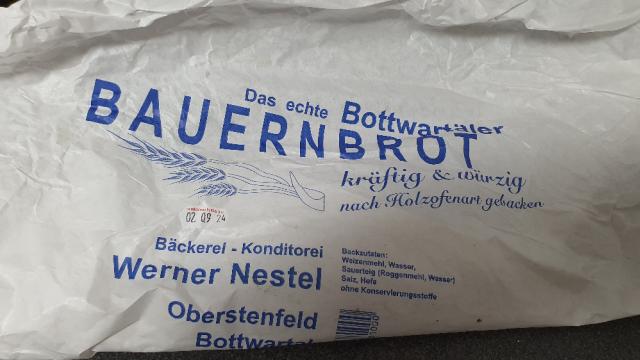 Das echte Bottwartäler
BAUERNBROT
kräftig & würzig
nach Holzofenart gebacken
02 09 24
Bäckerei - Konditorei
Werner Nestel
Oberstenfeld
Backzutaten:
Weizenmehl, Wasser,
Sauerteig (Roggenmehl, Wasser)
Salz, Hefe
ohne Konservierungsstoffe